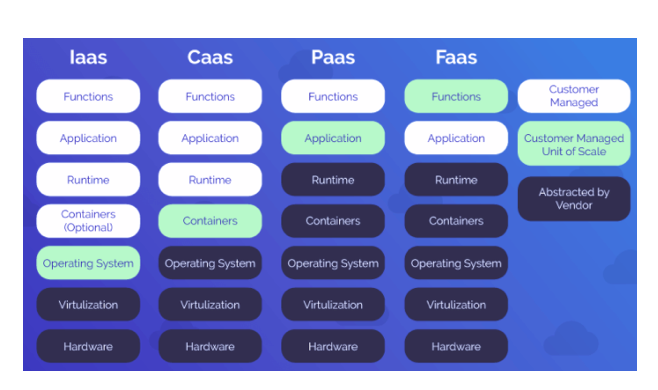 Iaas Caas Paas Faas
Functions Functions Functions Functions Customer
Managed
Application Application Application Application Customer Managed
Unit of Scale
Runtime Runtime Runtime Runtime Abstracted by
Vendor
Containers
(Optional) Containers Containers Containers
Operating System Operating System Operating System Operating System
Virtulization Virtulization Virtulization Virtulization
Hardware Hardware Hardware Hardware